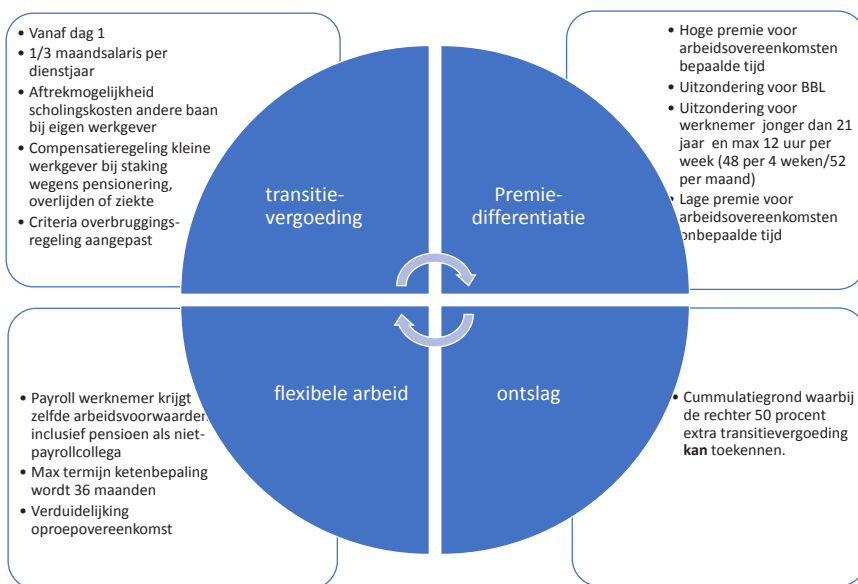 • Vanaf dag 1
• 1/3 maandsalaris per
dienstjaar
• Aftrekmogelijkheid
scholingskosten andere baan
bij eigen werkgever
• Compensatieregeling kleine
werkgever bij staking
wegens pensionering,
overlijden of ziekte
• Criteria overbruggings-
regeling aangepast
transitie-
vergoeding
Premie-
differentiatie
• Hoge premie voor
arbeidsovereenkomsten
bepaalde tijd
• Uitzondering voor BBL
• Uitzondering voor
werknemer jonger dan 21
jaar en max 12 uur per
week (48 per 4 weken/52
per maand)
• Lage premie voor
arbeidsovereenkomsten
onbepaalde tijd
• Payroll werknemer krijgt
zelfde arbeidsvoorwaarden
inclusief pensioen als niet-
payrollcollega
• Max termijn ketenbepaling
wordt 36 maanden
• Verduidelijking
oproepovereenkomst
flexibele arbeid
ontslag
• Cummulatiegrond waarbij
de rechter 50 procent
extra transitievergoeding
kan toekennen.